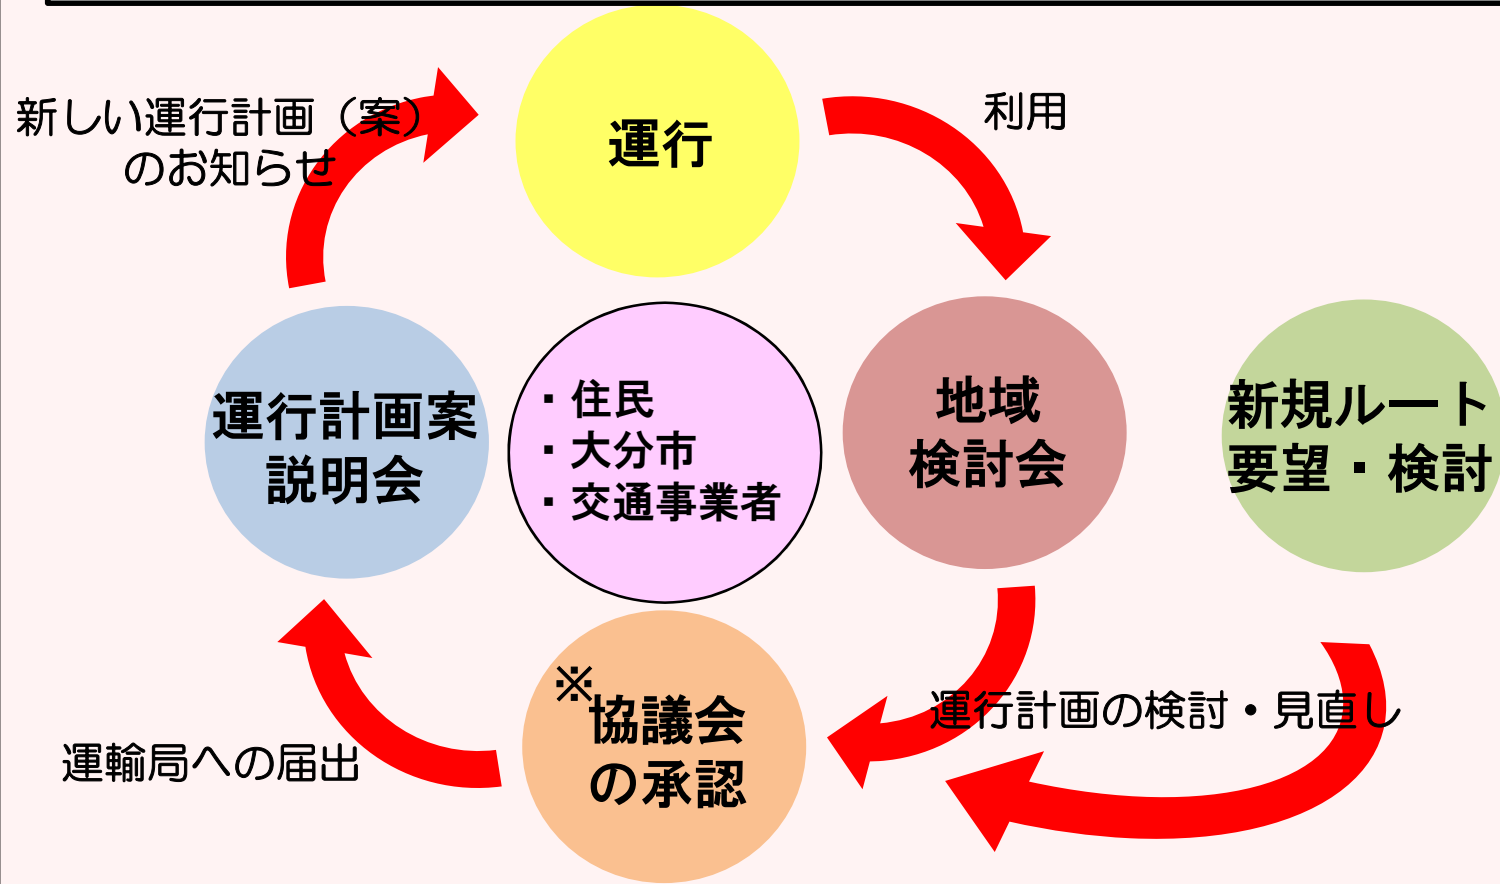 新しい運行計画（案）
のお知らせ
運行
利用
運行計画案
説明会
・住民
・大分市
・交通事業者
地域
検討会
新規ルート
要望・検討
※
協議会
の承認
運行計画の検討・見直し
運輸局への届出